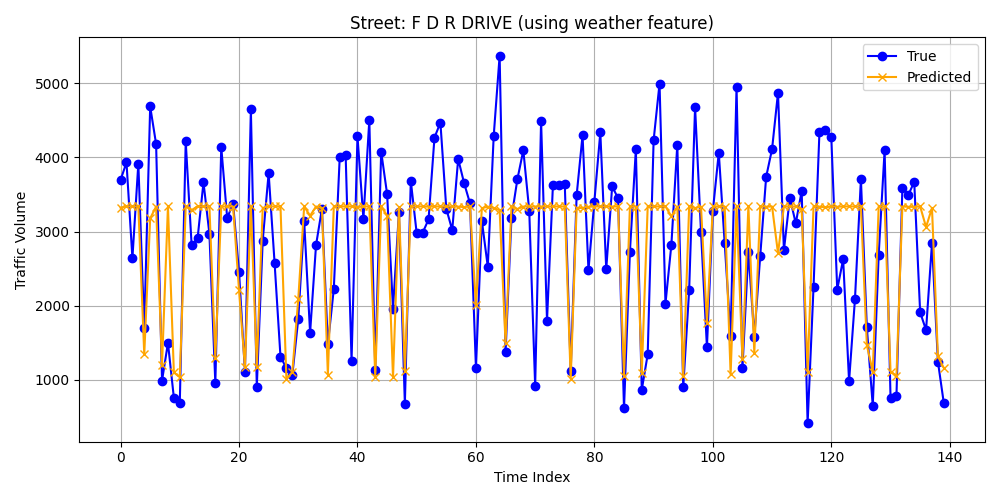 Street: F D R DRIVE (using weather feature)
True
Predicted
Traffic Volume
5000
4000
3000
2000
1000
0 20 40 60 80 100 120 140
Time Index